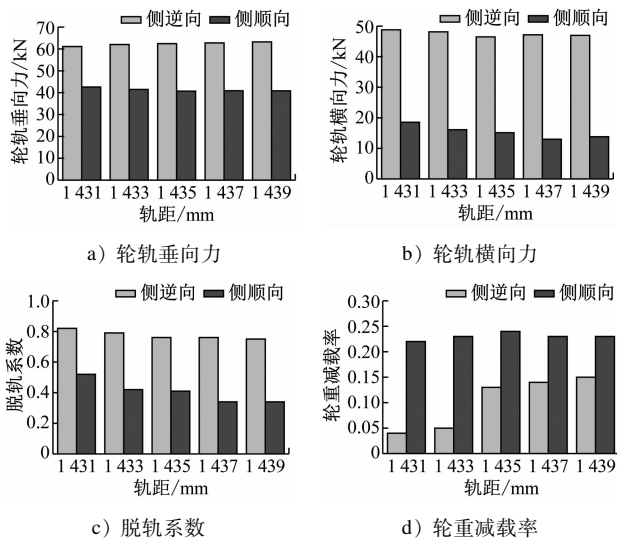 侧逆向 侧顺向
70
60
50
40
30
20
10
0
轮轨垂向力/kN
1 431 1 433 1 435 1 437 1 439
轨距/mm
a）轮轨垂向力
侧逆向 侧顺向
50
40
30
20
10
0
轮轨横向力/kN
1 431 1 433 1 435 1 437 1 439
轨距/mm
b）轮轨横向力
侧逆向 侧顺向
1.0
0.8
0.6
0.4
0.2
0
脱轨系数
1 431 1 433 1 435 1 437 1 439
轨距/mm
c）脱轨系数
侧逆向 侧顺向
0.30
0.25
0.20
0.15
0.10
0.05
0
轮重减载率
1 431 1 433 1 435 1 437 1 439
轨距/mm
d）轮重减载率